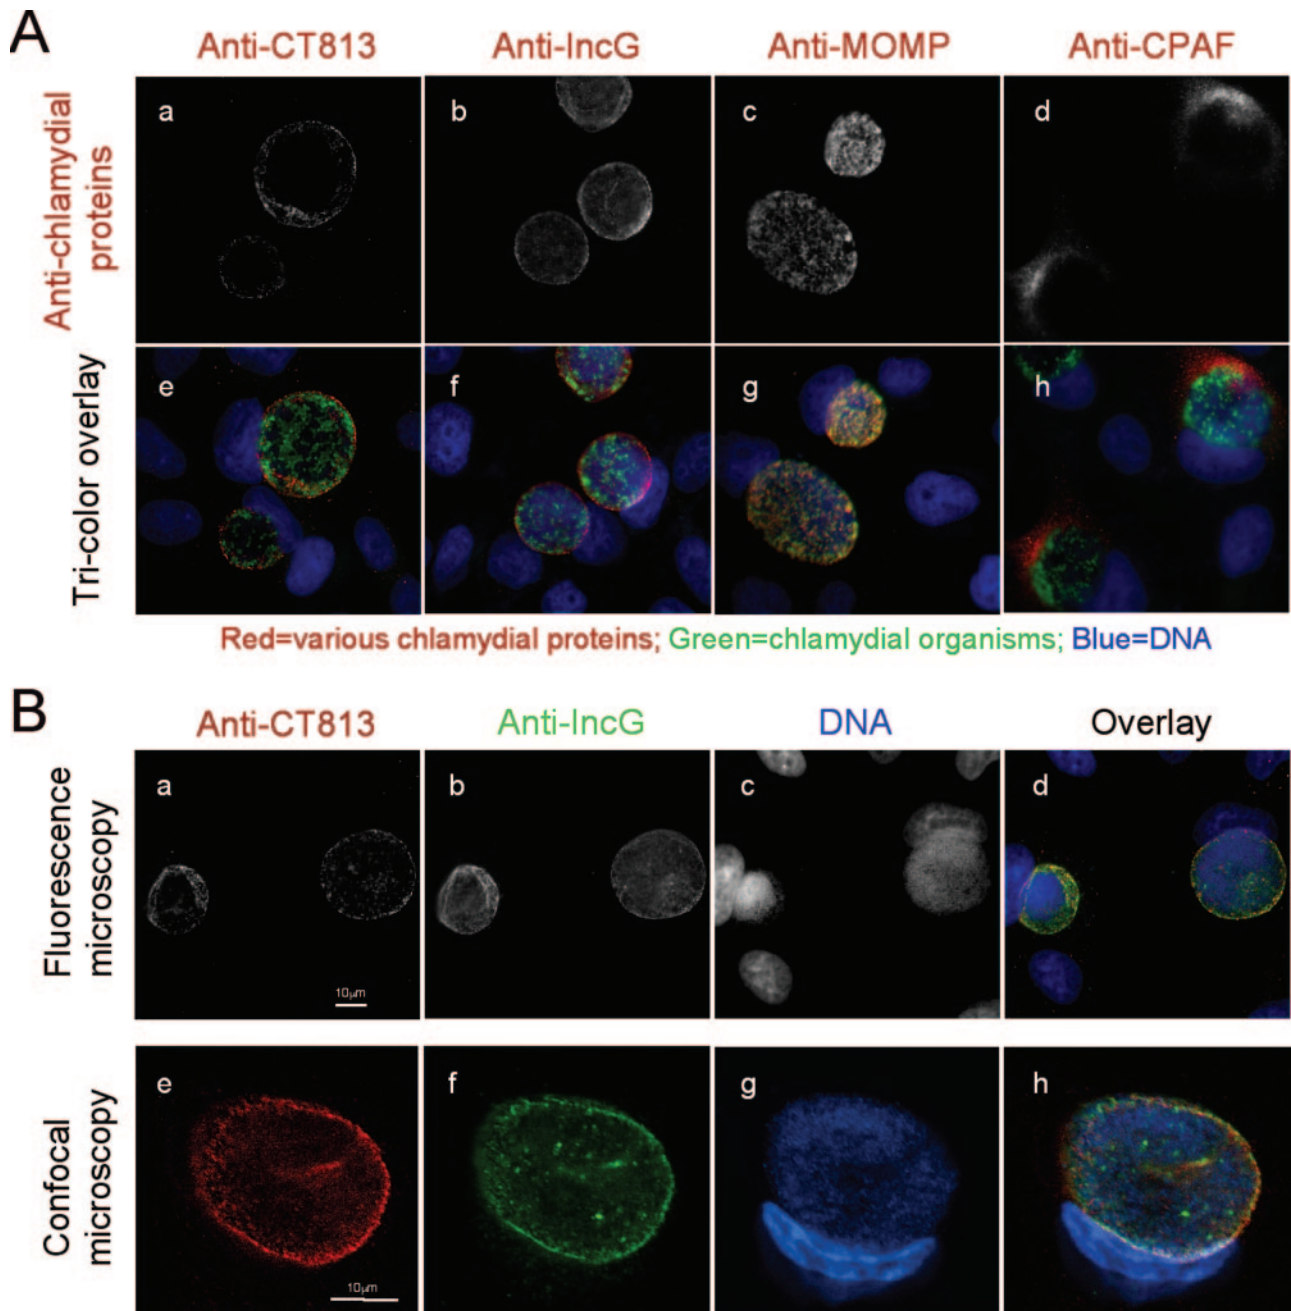 A
Anti-CT813 Anti-IncG Anti-MOMP Anti-CPAF
Anti-chlamydial
proteins
a b c d
Tri-color overlay
e f g h
Red=various chlamydial proteins; Green=chlamydial organisms; Blue=DNA
B
Anti-CT813 Anti-IncG DNA Overlay
Fluorescence
microscopy
a b c d
10µm
Confocal
microscopy
e f g h
10µm